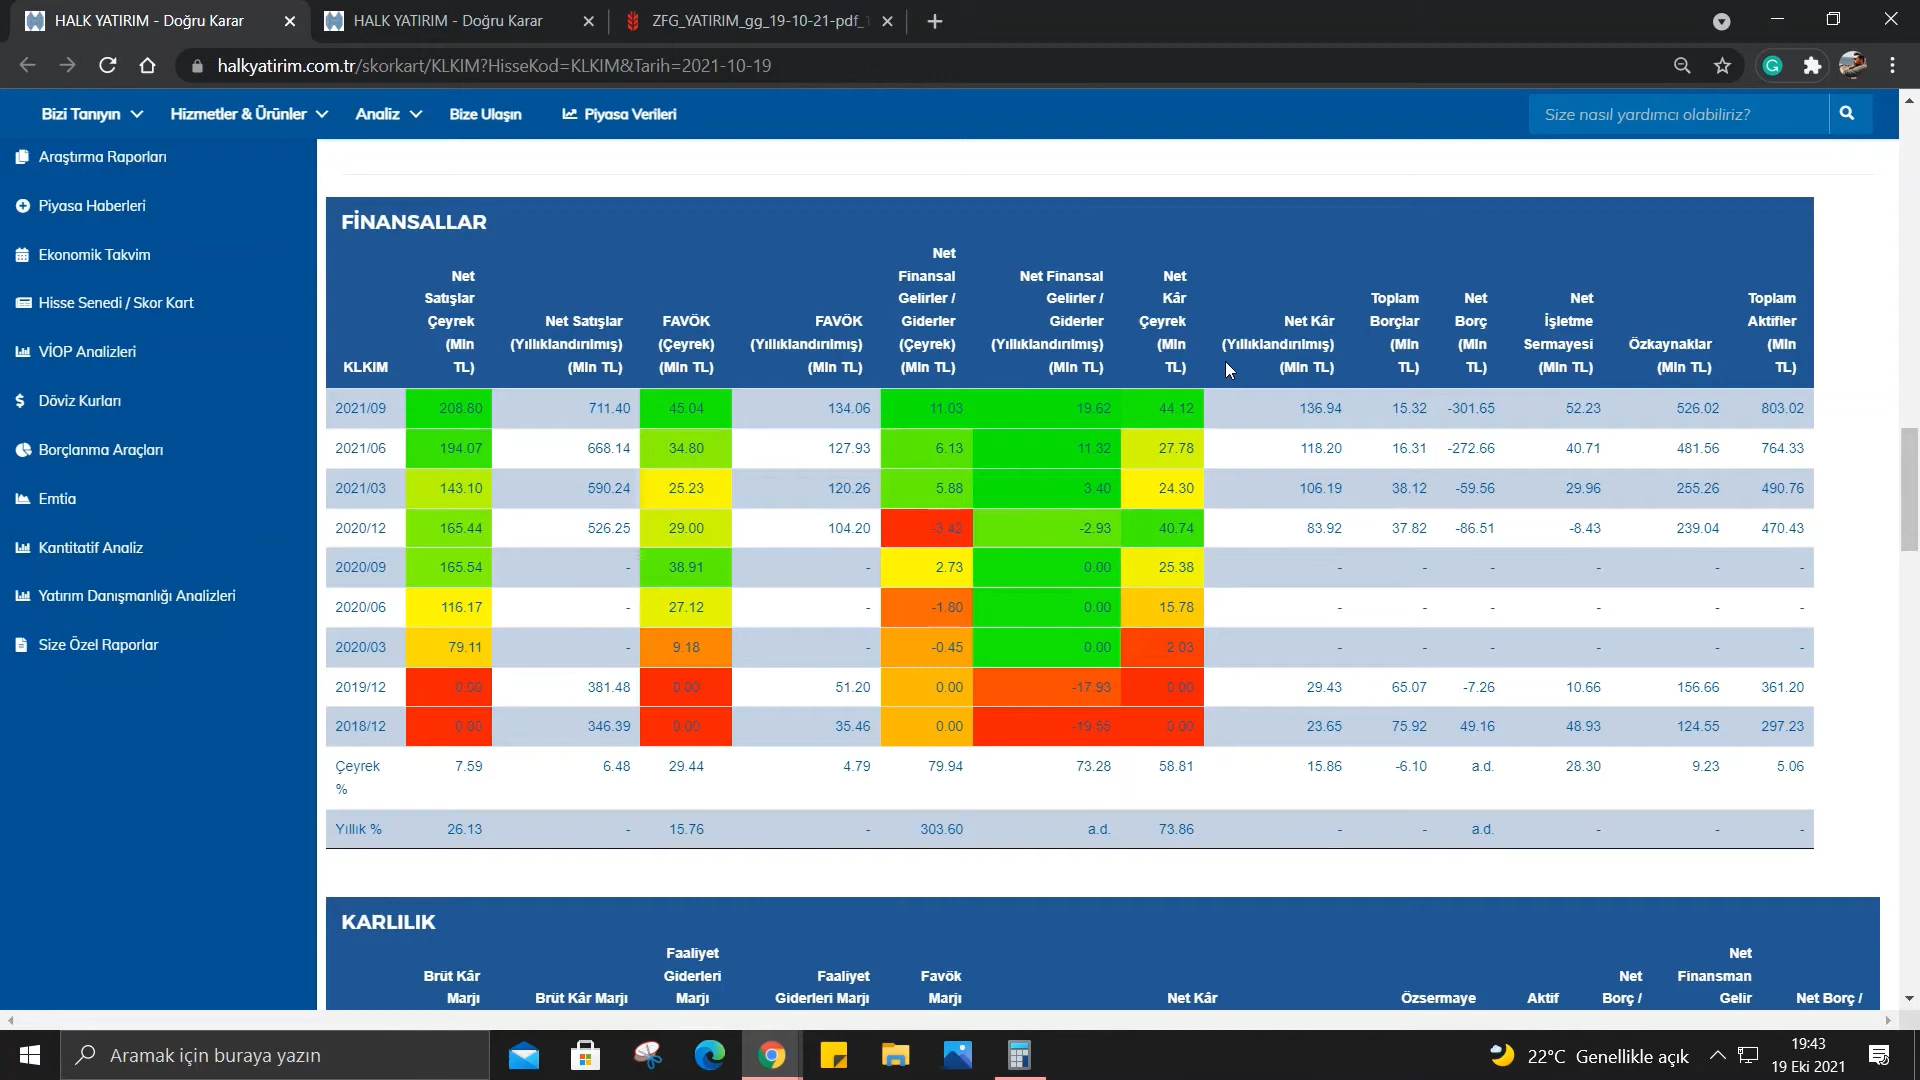 HALK YATIRIM - Doğru Karar
HALK YATIRIM - Doğru Karar
ZFG_YATIRIM_gg_19-10-21-pdf_
halkyatirim.com.tr/skorkart/KLKIM?HisseKod=KLKIM&Tarih=2021-10-19
Bizi Tanıyın Hizmetler & Ürünler Analiz Bize Ulaşın Piyasa Verileri Size nasıl yardımcı olabiliriz?
Araştırma Raporları
Piyasa Haberleri
Ekonomik Takvim
Hisse Senedi / Skor Kart
VİOP Analizleri
Döviz Kurları
Borçlanma Araçları
Emtia
Kantitatif Analiz
Yatırım Danışmanlığı Analizleri
Size Özel Raporlar
FİNANSALLAR
KLKIM
Net
Satışlar
Çeyrek
(Mln
TL)
Net Satışlar
(Yıllıklandırılmış)
(Mln TL)
FAVÖK
(Çeyrek)
(Mln TL)
FAVÖK
(Yıllıklandırılmış)
(Mln TL)
Net
Finansal
Gelirler /
Giderler
(Çeyrek)
(Mln TL)
Net Finansal
Gelirler /
Giderler
(Yıllıklandırılmış)
(Mln TL)
Net
Kâr
Çeyrek
(Mln
TL)
Net Kâr
(Yıllıklandırılmış)
(Mln TL)
Toplam
Borçlar
(Mln
TL)
Net
Borç
(Mln
TL)
Net
İşletme
Sermayesi
(Mln TL)
Özkaynaklar
(Mln TL)
Toplam
Aktifler
(Mln
TL)
2021/09 208.80 711.40 45.04 134.06 11.03 19.62 44.12 136.94 15.32 -301.65 52.23 526.02 803.02
2021/06 194.07 668.14 34.80 127.93 6.13 11.32 27.78 118.20 16.31 -272.66 40.71 481.56 764.33
2021/03 143.10 590.24 25.23 120.26 5.88 3.40 24.30 106.19 38.12 -59.56 29.96 255.26 490.76
2020/12 165.44 526.25 29.00 104.20 -3.42 -2.93 40.74 83.92 37.82 -86.51 -8.43 239.04 470.43
2020/09 165.54 - 38.91 - 2.73 0.00 25.38 - - - - - -
2020/06 116.17 - 27.12 - -1.80 0.00 15.78 - - - - - -
2020/03 79.11 - 9.18 - -0.45 0.00 2.03 - - - - - -
2019/12 0.00 381.48 0.00 51.20 0.00 -17.93 0.00 29.43 65.07 -7.26 10.66 156.66 361.20
2018/12 0.00 346.39 0.00 35.46 0.00 -19.55 0.00 23.65 75.92 49.16 48.93 124.55 297.23
Çeyrek 7.59 6.48 29.44 4.79 79.94 73.28 58.81 15.86 -6.10 a.d. 28.30 9.23 5.06
%
Yıllık % 26.13 - 15.76 - 303.60 a.d. 73.86 - - a.d. - - -
KARLILIK
Brüt Kâr
Marjı
Brüt Kâr Marjı
Faaliyet
Giderleri
Marjı
Faaliyet
Giderleri Marjı
Favök
Marjı
Net Kâr
Özsermaye
Aktif
Net
Borç /
Net
Finansman
Gelir
Net Borç /
Aramak için buraya yazın
22°C Genellikle açık
19:43
19 Eki 2021